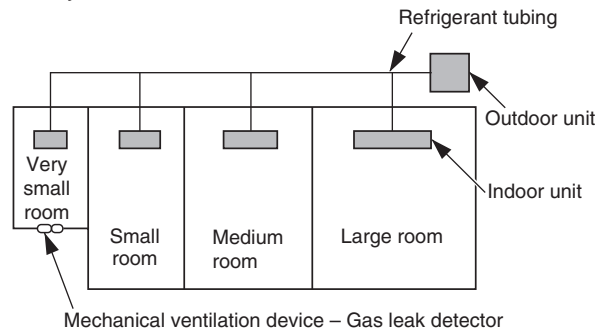 Refrigerant tubing
Outdoor unit
Indoor unit
Very
small
room
Small
room
Medium
room
Large room
Mechanical ventilation device – Gas leak detector